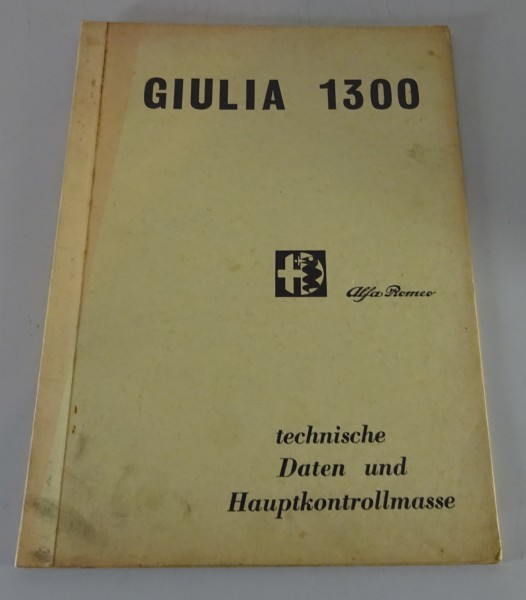 GIULIA 1300
Alfa Romeo
technische
Daten und
Hauptkontrollmasse